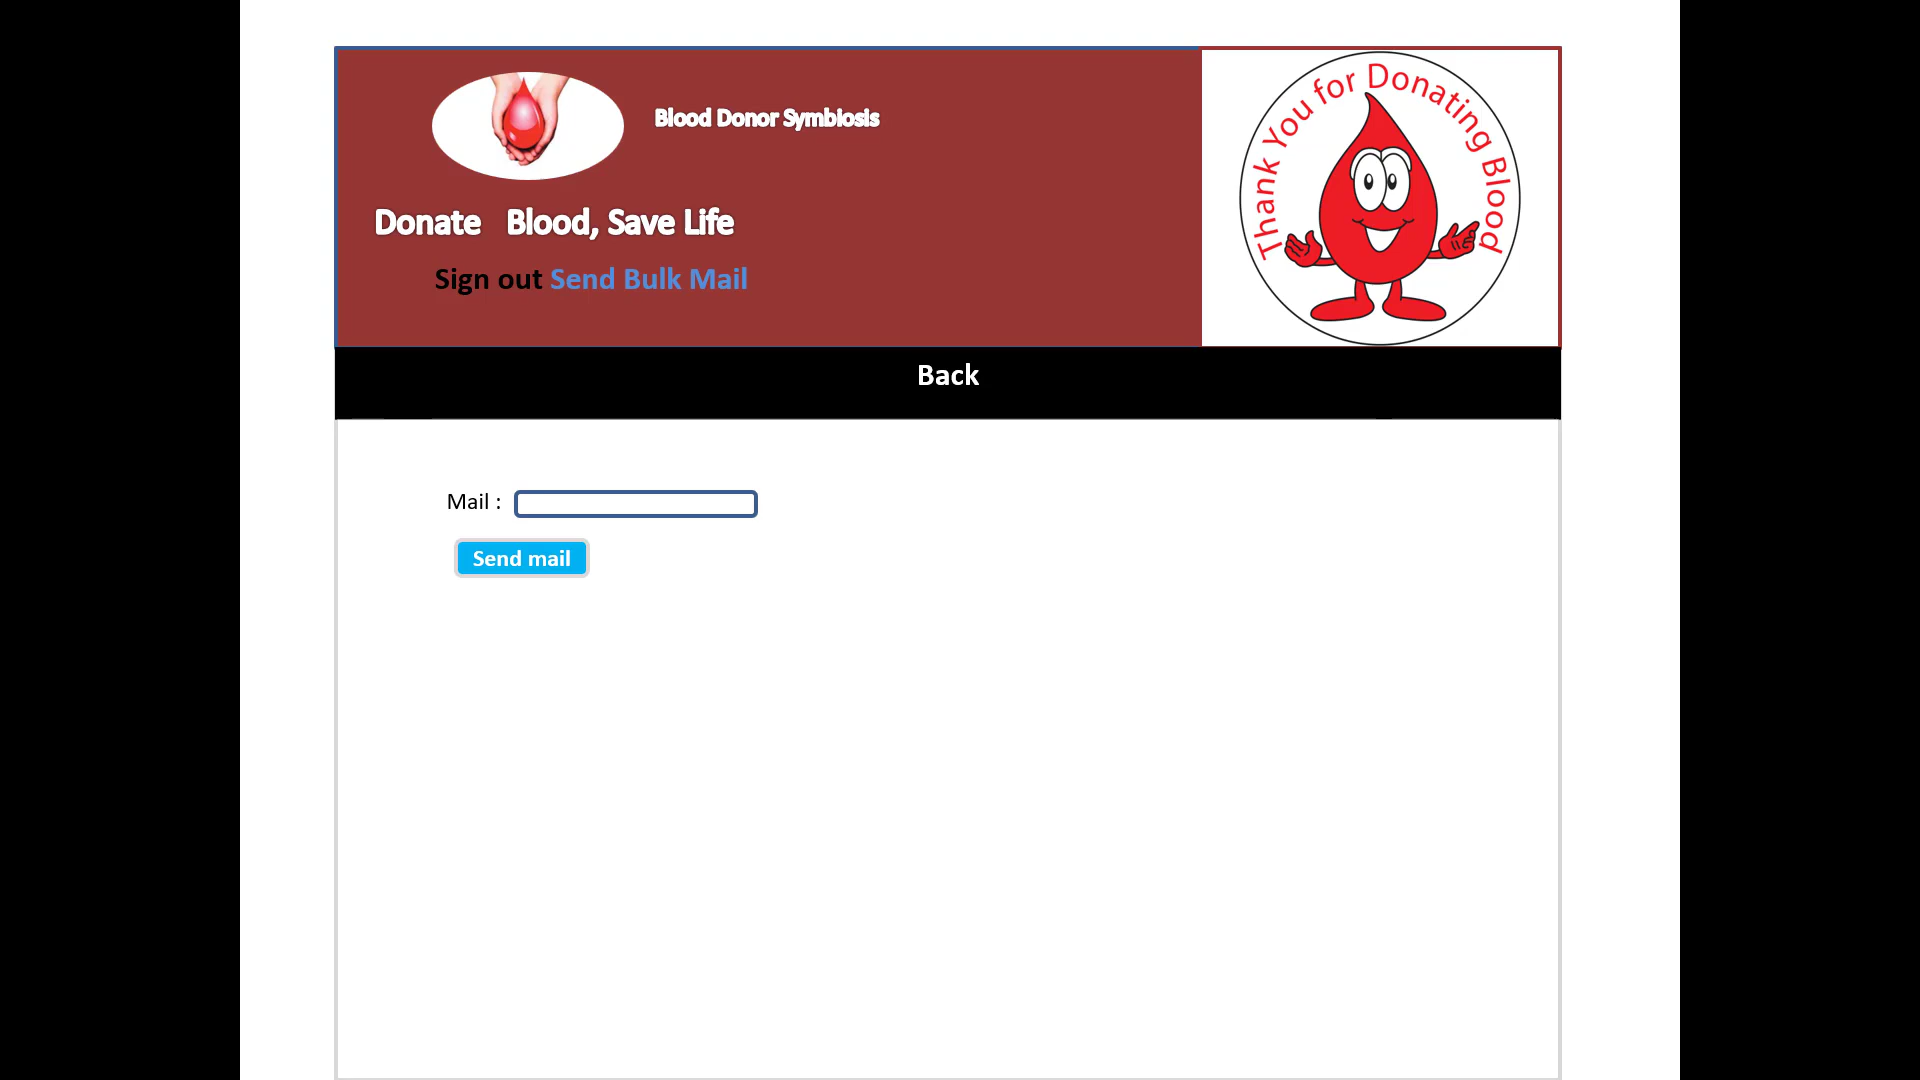 Blood Donor Symbiosis
Thank You for Donating Blood
Donate Blood, Save Life
Sign out Send Bulk Mail
Back
Mail :
Send mail